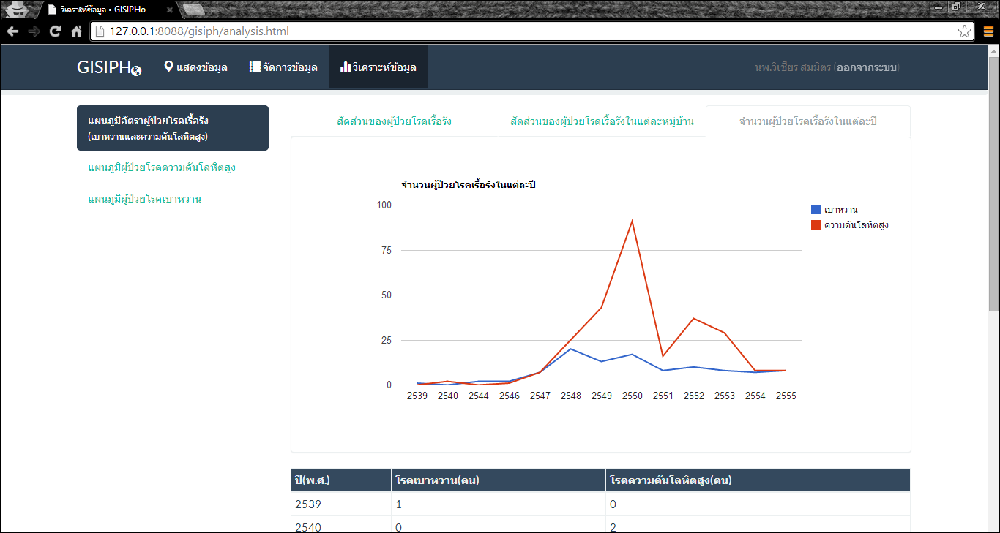 วิเคราะห์ข้อมูล • GISIPHo
127.0.0.1:8088/gisiph/analysis.html
GISIPH
แสดงข้อมูล
จัดการข้อมูล
วิเคราะห์ข้อมูล
นพ.วิเชียร สมมิตร (ออกจากระบบ)
แผนภูมิอัตราผู้ป่วยโรคเรื้อรัง
(เบาหวานและความดันโลหิตสูง)
แผนภูมิผู้ป่วยโรคความดันโลหิตสูง
แผนภูมิผู้ป่วยโรคเบาหวาน
สัดส่วนของผู้ป่วยโรคเรื้อรัง
สัดส่วนของผู้ป่วยโรคเรื้อรังในแต่ละหมู่บ้าน
จำนวนผู้ป่วยโรคเรื้อรังในแต่ละปี
จำนวนผู้ป่วยโรคเรื้อรังในแต่ละปี
100
75
50
25
0
2539 2540 2544 2546 2547 2548 2549 2550 2551 2552 2553 2554 2555
เบาหวาน
ความดันโลหิตสูง
ปี(พ.ศ.) โรคเบาหวาน(คน) โรคความดันโลหิตสูง(คน)
2539 1 0
2540 0 2